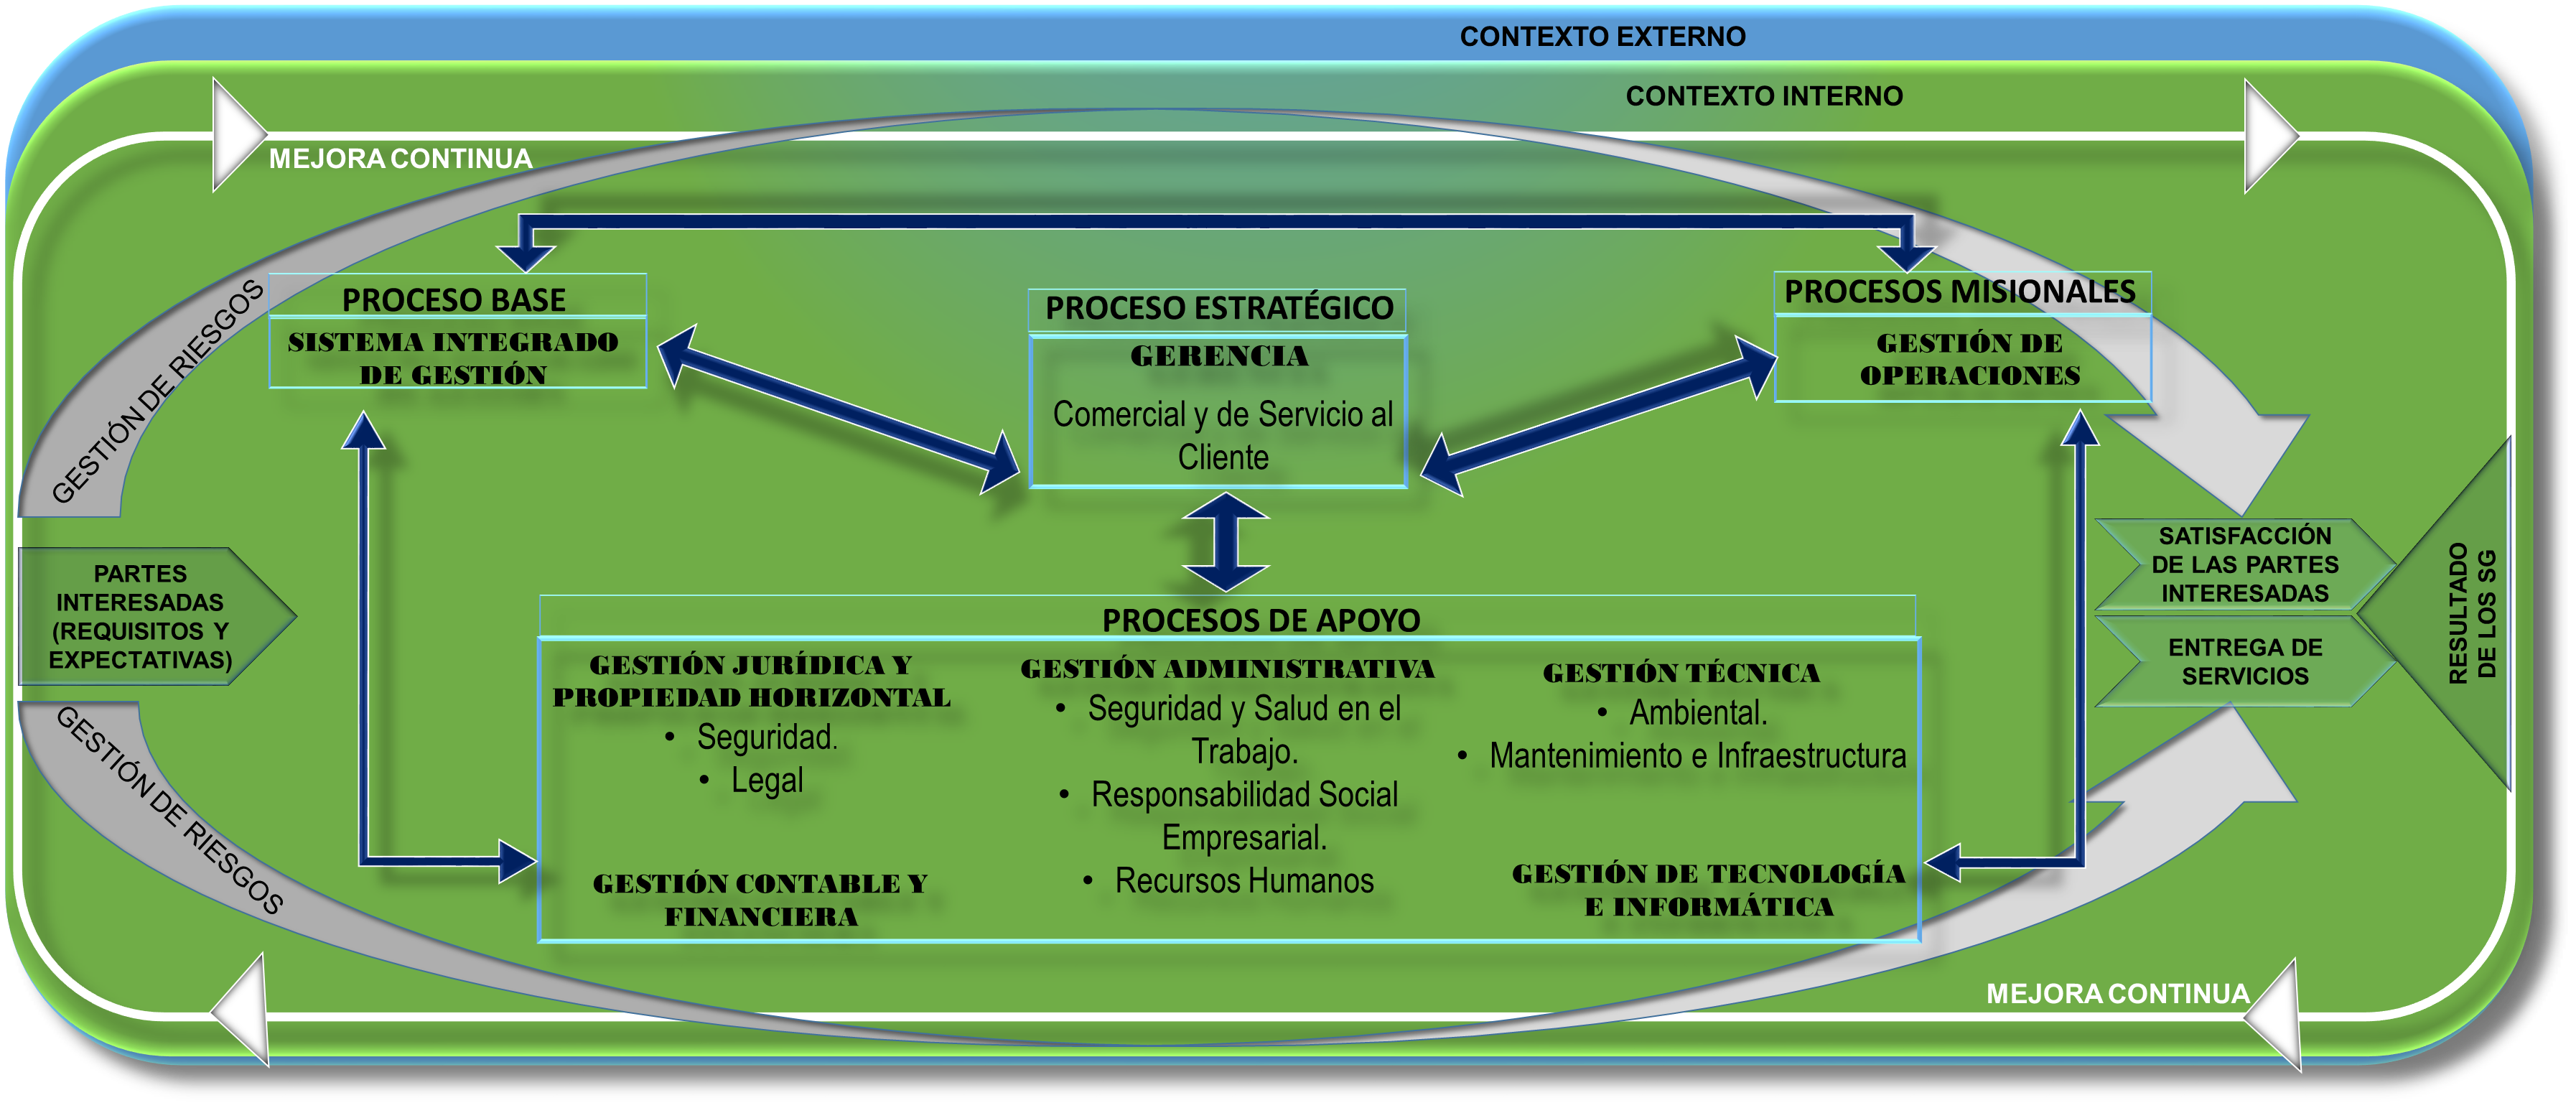 CONTEXTO EXTERNO
CONTEXTO INTERNO
MEJORA CONTINUA
GESTIÓN DE RIESGOS
PROCESO BASE
SISTEMA INTEGRADO
DE GESTIÓN
PROCESO ESTRATÉGICO
GERENCIA
Comercial y de Servicio al
Cliente
PROCESOS MISIONALES
GESTIÓN DE
OPERACIONES
PARTES
INTERESADAS
(REQUISITOS Y
EXPECTATIVAS)
SATISFACCIÓN
DE LAS PARTES
INTERESADAS
ENTREGA DE
SERVICIOS
RESULTADO
DE LOS SG
PROCESOS DE APOYO
GESTIÓN JURÍDICA Y
PROPIEDAD HORIZONTAL
• Seguridad.
• Legal
GESTIÓN CONTABLE Y
FINANCIERA
GESTIÓN ADMINISTRATIVA
• Seguridad y Salud en el
Trabajo.
• Responsabilidad Social
Empresarial.
• Recursos Humanos
GESTIÓN TÉCNICA
• Ambiental.
• Mantenimiento e Infraestructura
GESTIÓN DE TECNOLOGÍA
E INFORMÁTICA
GESTIÓN DE RIESGOS
MEJORA CONTINUA